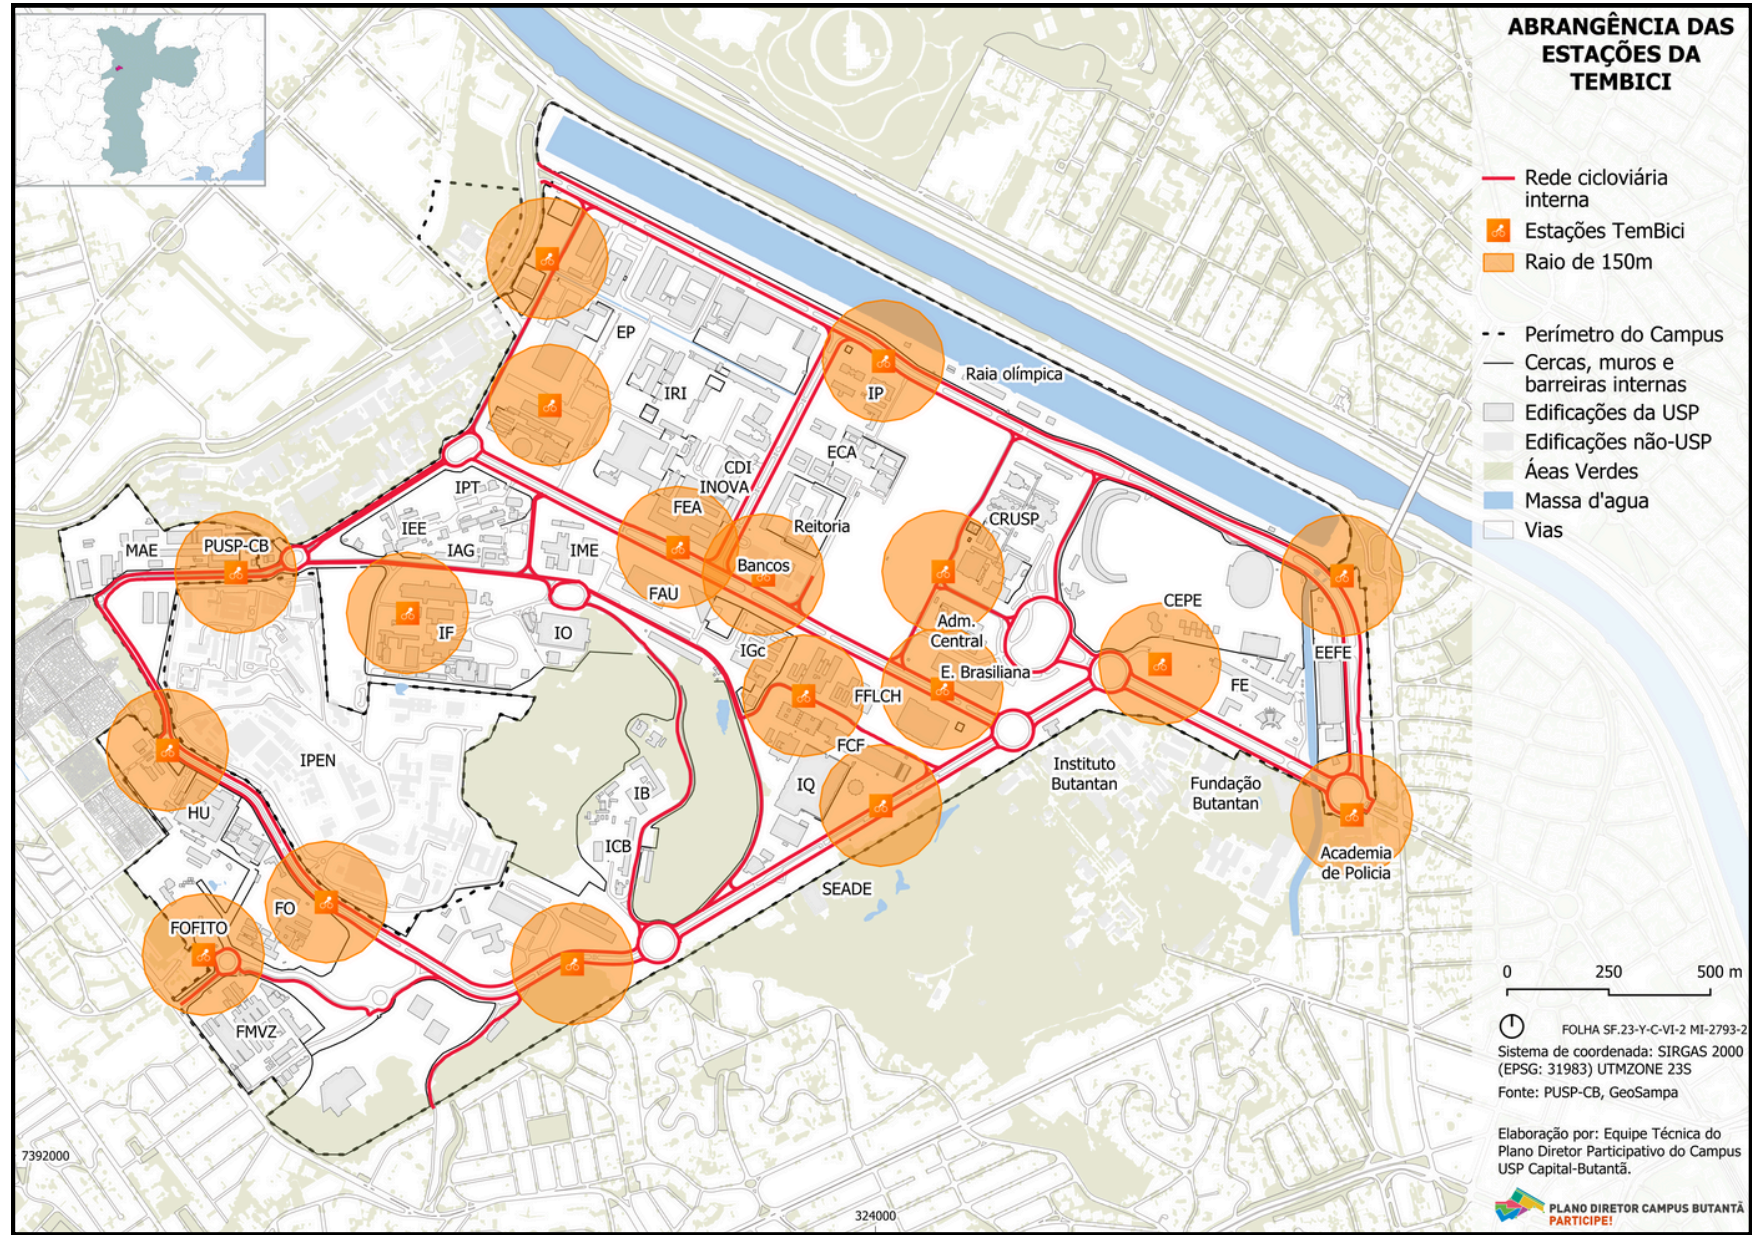 ABRANGÊNCIA DAS
ESTAÇÕES DA
TEMBICI
Rede cicloviária
interna
Estações TemBici
Raio de 150m
Perímetro do Campus
Cercas, muros e
barreiras internas
Edificações da USP
Edificações não-USP
Áeas Verdes
Massa d'agua
Vias
EP
IRI
IP
Raia olímpica
ECA
CDI
INOVA
FEA
Reitoria
CRUSP
IPT
IEE
IAG
IME
MAE
PUSP-CB
Bancos
FAU
CEPE
IF
IO
IGc
Adm.
Central
EEFE
E. Brasiliana
FE
FFLCH
FCF
IPEN
Instituto
Butantan
Fundação
Butantan
IQ
IB
HU
ICB
Academia
de Policia
SEADE
FO
FOFITO
FMVZ
7392000
324000
0 250 500 m
FOLHA SF.23-Y-C-VI-2 MI-2793-2
Sistema de coordenada: SIRGAS 2000
(EPSG: 31983) UTMZONE 23S
Fonte: PUSP-CB, GeoSampa
Elaboração por: Equipe Técnica do
Plano Diretor Participativo do Campus
USP Capital-Butantã.
PLANO DIRETOR CAMPUS BUTANTÃ
PARTICIPE!